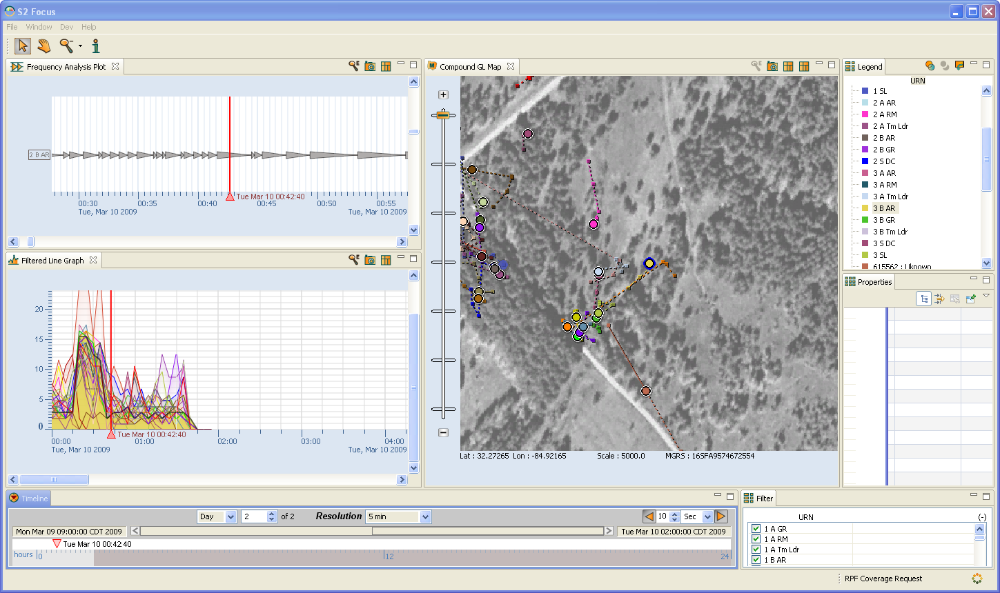 S2 Focus
File Window Dev Help
Frequency Analysis Plot
2 B AR
Tue Mar 10 00:42:40
00:30 00:35 00:40 00:45 00:50 00:55
Tue, Mar 10 2009 Tue, Mar 10 2009
Filtered Line Graph
20
15
10
5
0
Tue Mar 10 00:42:40
00:00 01:00 02:00 03:00 04:00
Tue, Mar 10 2009 Tue, Mar 10 2009
Compound GL Map
Lat : 32.27265 Lon : -84.92165 Scale : 5000.0 MGRS : 16SFA9574672554
Legend
URN
1 SL
2 A AR
2 A RM
2 A Tm Ldr
2 B AR
2 B GR
2 S DC
3 A AR
3 A RM
3 A Tm Ldr
3 B AR
3 B GR
3 B Tm Ldr
3 S DC
3 SL
615562 : Uknown
Properties
Timeline
Day 2 of 2 Resolution 5 min 10 Sec
Mon Mar 09 09:00:00 CDT 2009 Tue Mar 10 02:00:00 CDT 2009
Tue Mar 10 00:42:40
hours 0 12 24
Filter
URN (-)
1 A GR
1 A RM
1 A Tm Ldr
1 B AR
RPF Coverage Request